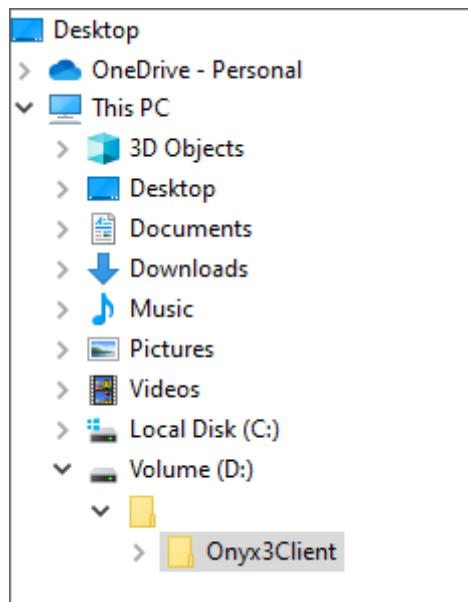 Desktop
OneDrive - Personal
This PC
3D Objects
Desktop
Documents
Downloads
Music
Pictures
Videos
Local Disk (C:)
Volume (D:)
Onyx3Client